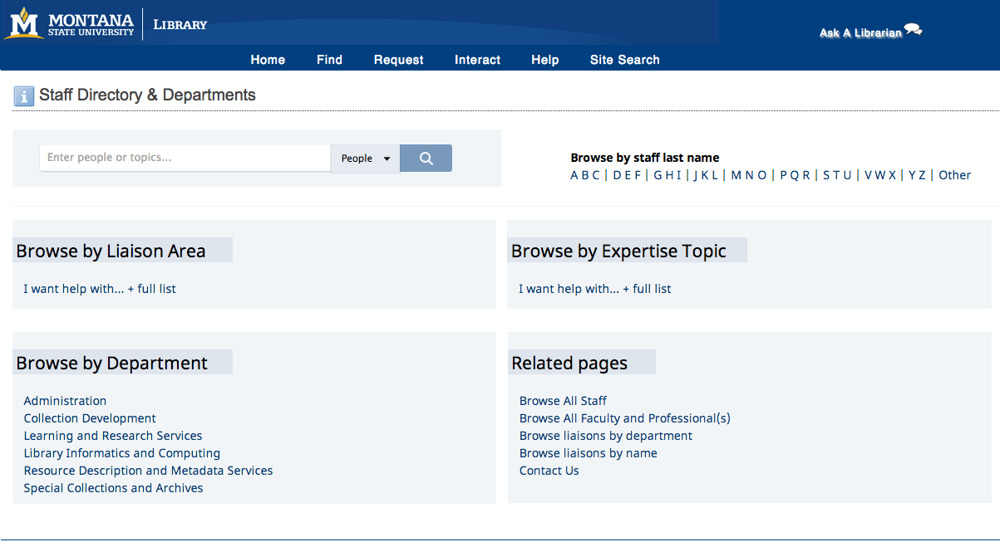 MONTANA
STATE UNIVERSITY
LIBRARY
Ask A Librarian
Home Find Request Interact Help Site Search
i Staff Directory & Departments
Enter people or topics... People
Browse by staff last name
A B C | D E F | G H I | J K L | M N O | P Q R | S T U | V W X | Y Z | Other
Browse by Liaison Area
I want help with... + full list
Browse by Expertise Topic
I want help with... + full list
Browse by Department
Administration
Collection Development
Learning and Research Services
Library Informatics and Computing
Resource Description and Metadata Services
Special Collections and Archives
Related pages
Browse All Staff
Browse All Faculty and Professional(s)
Browse liaisons by department
Browse liaisons by name
Contact Us